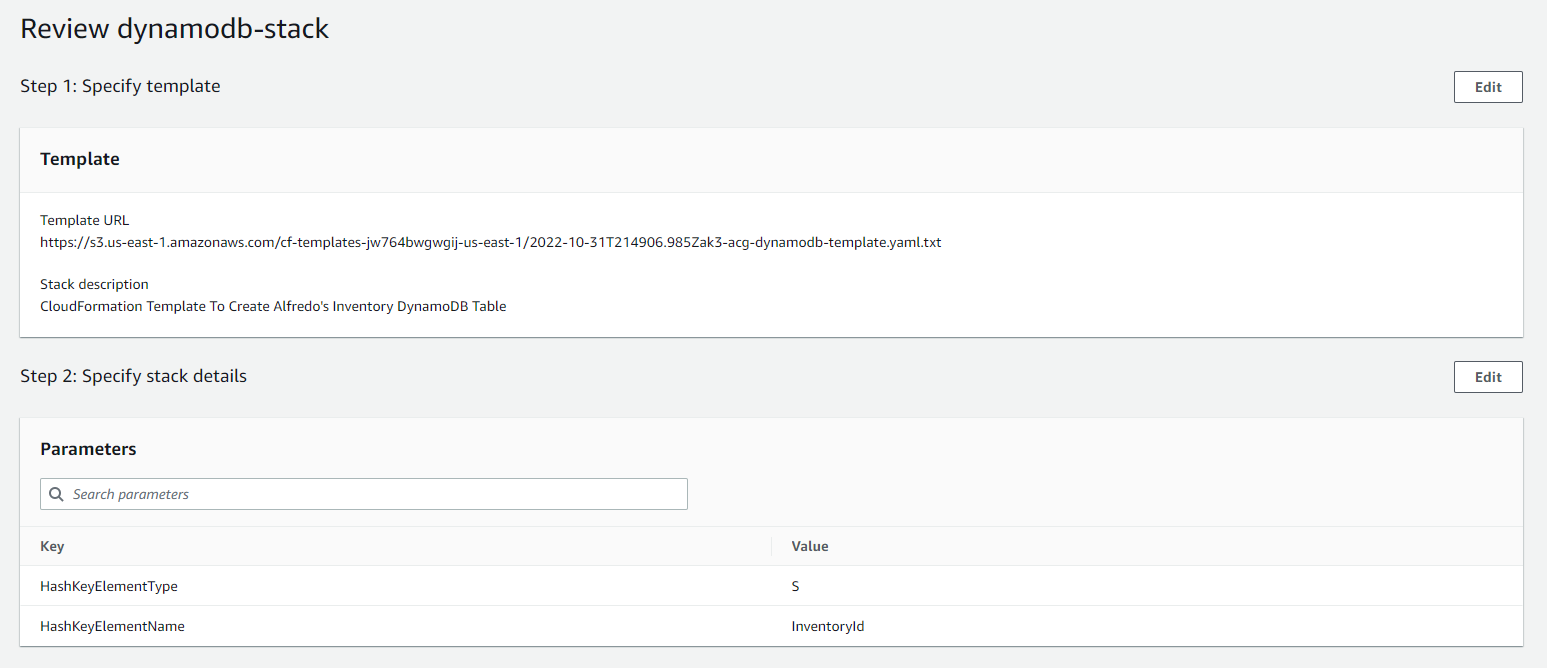 Review dynamodb-stack
Step 1: Specify template
Edit
Template
Template URL
https://s3.us-east-1.amazonaws.com/cf-templates-jw764bwgwgij-us-east-1/2022-10-31T214906.985Zak3-acg-dynamodb-template.yaml.txt
Stack description
CloudFormation Template To Create Alfredo's Inventory DynamoDB Table
Step 2: Specify stack details
Edit
Parameters
Search parameters
Key Value
HashKeyElementType S
HashKeyElementName InventoryId